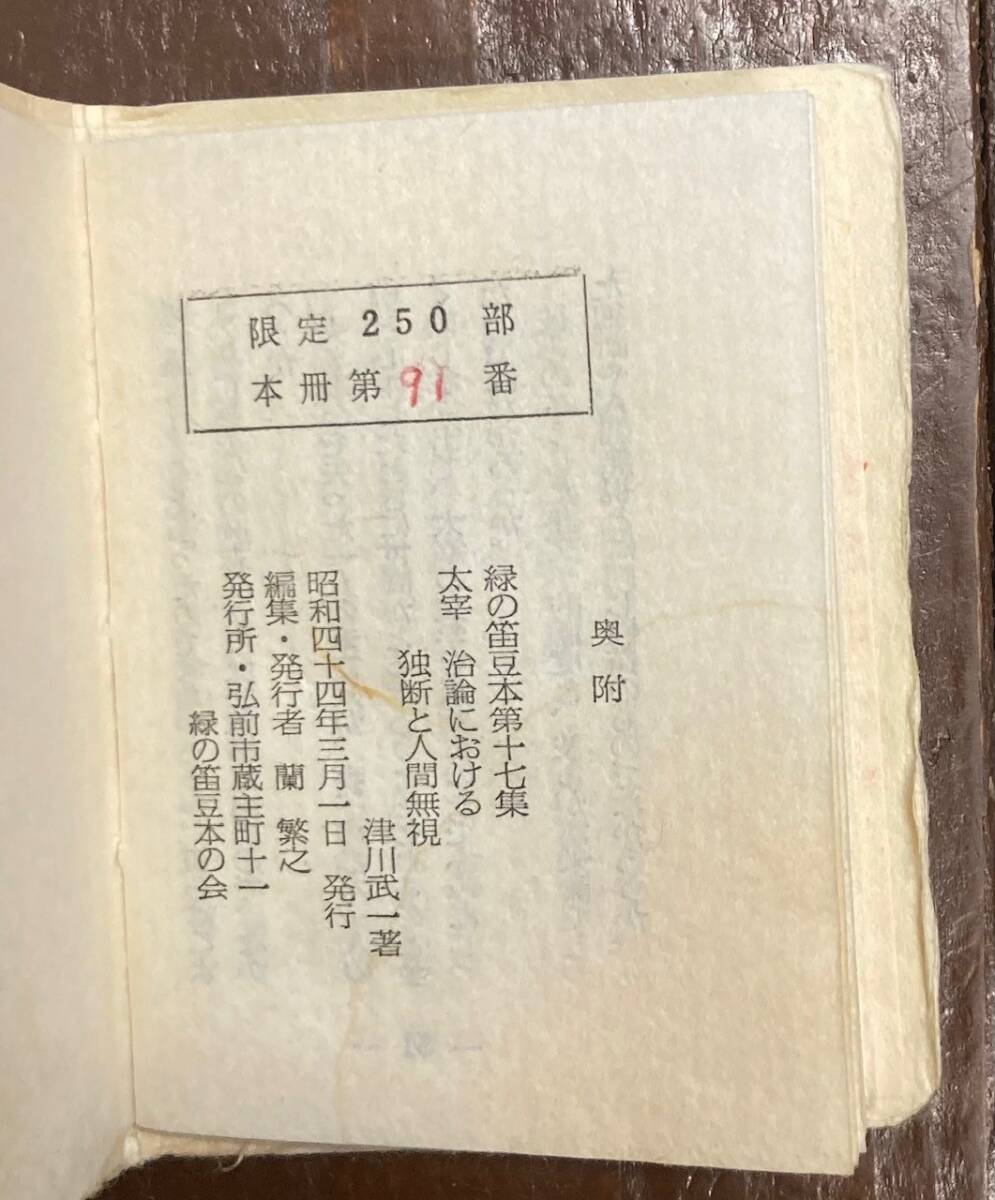 限定 250 部
本冊第 91 番
奥附
緑の笛豆本第十七集
太宰　治論における
独断と人間無視
津川武一著
昭和四十四年三月一日　発行
編集・発行者　蘭　繁之
発行所・弘前市蔵主町十一
緑の笛豆本の会